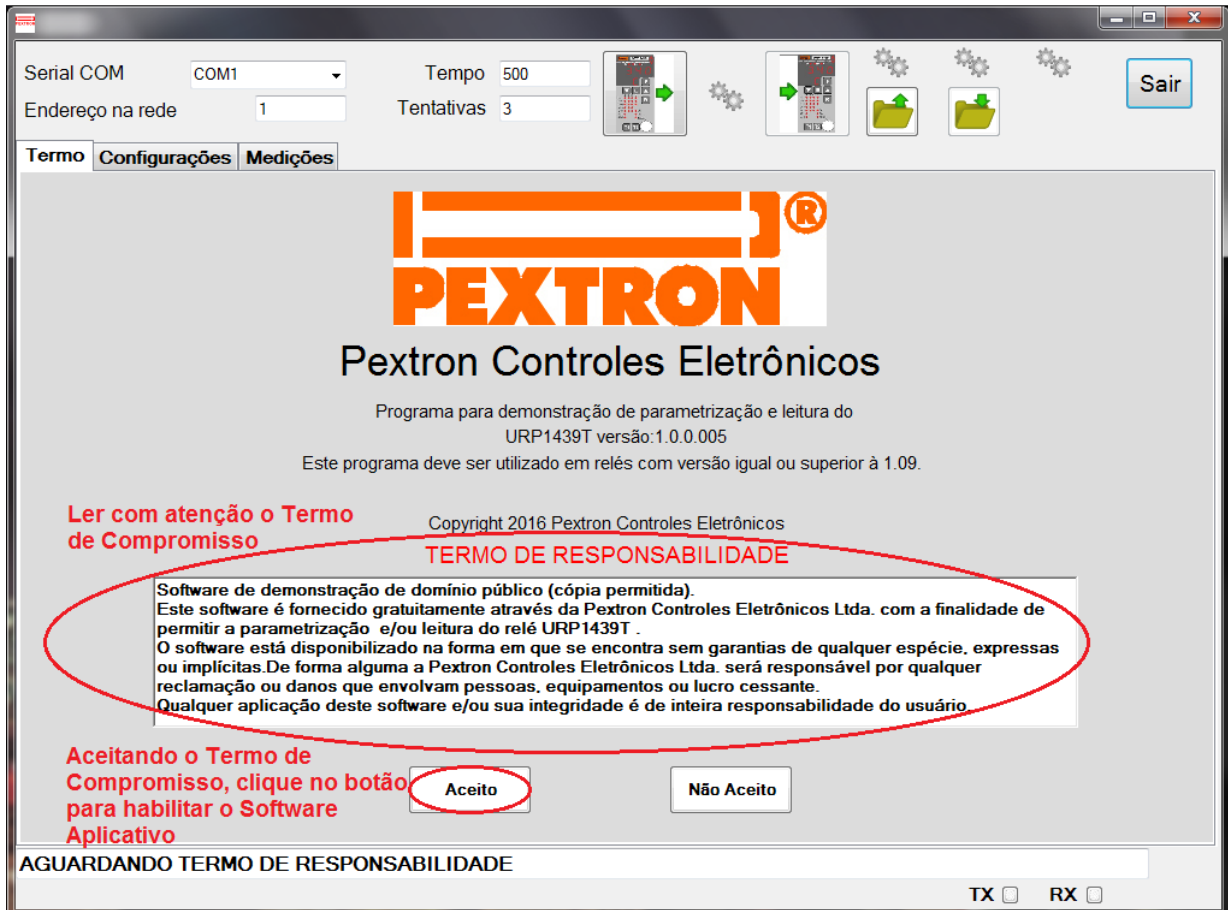 Serial COM COM1 Tempo 500
Endereço na rede 1 Tentativas 3
Sair
Termo Configurações Medições
PEXTRON®
Pextron Controles Eletrônicos
Programa para demonstração de parametrização e leitura do
URP1439T versão:1.0.0.005
Este programa deve ser utilizado em relés com versão igual ou superior à 1.09.
Ler com atenção o Termo
de Compromisso
Copyright 2016 Pextron Controles Eletrônicos
TERMO DE RESPONSABILIDADE
Software de demonstração de domínio público (cópia permitida).
Este software é fornecido gratuitamente através da Pextron Controles Eletrônicos Ltda. com a finalidade de
permitir a parametrização e/ou leitura do relé URP1439T .
O software está disponibilizado na forma em que se encontra sem garantias de qualquer espécie, expressas
ou implícitas.De forma alguma a Pextron Controles Eletrônicos Ltda. será responsável por qualquer
reclamação ou danos que envolvam pessoas, equipamentos ou lucro cessante.
Qualquer aplicação deste software e/ou sua integridade é de inteira responsabilidade do usuário.
Aceitando o Termo de
Compromisso, clique no botão
para habilitar o Software
Aplicativo
Aceito
Não Aceito
AGUARDANDO TERMO DE RESPONSABILIDADE
TX RX